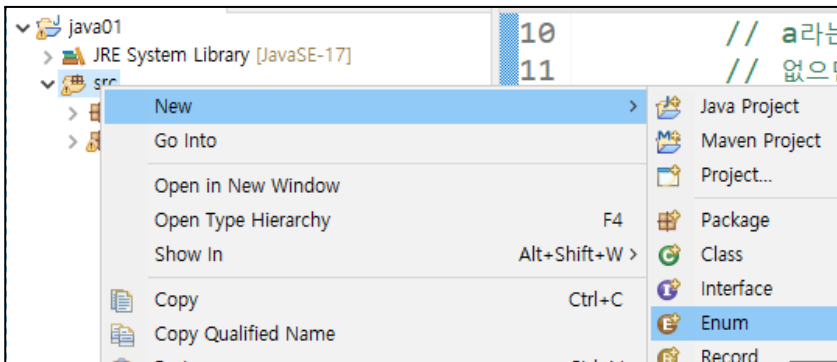 java01
JRE System Library [JavaSE-17]
src
10 // a라는
11 // 없으면
New
Go Into
Open in New Window
Open Type Hierarchy F4
Show In Alt+Shift+W
Copy Ctrl+C
Copy Qualified Name
Java Project
Maven Project
Project...
Package
Class
Interface
Enum
Record